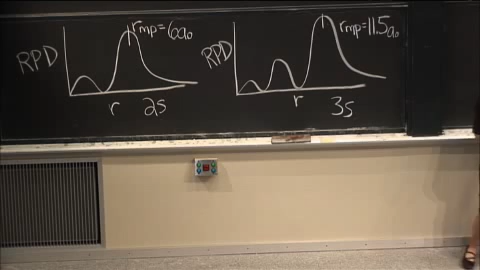 RPD
rmp=6a₀
r 2s
RPD
rmp=11.5a₀
r 3s